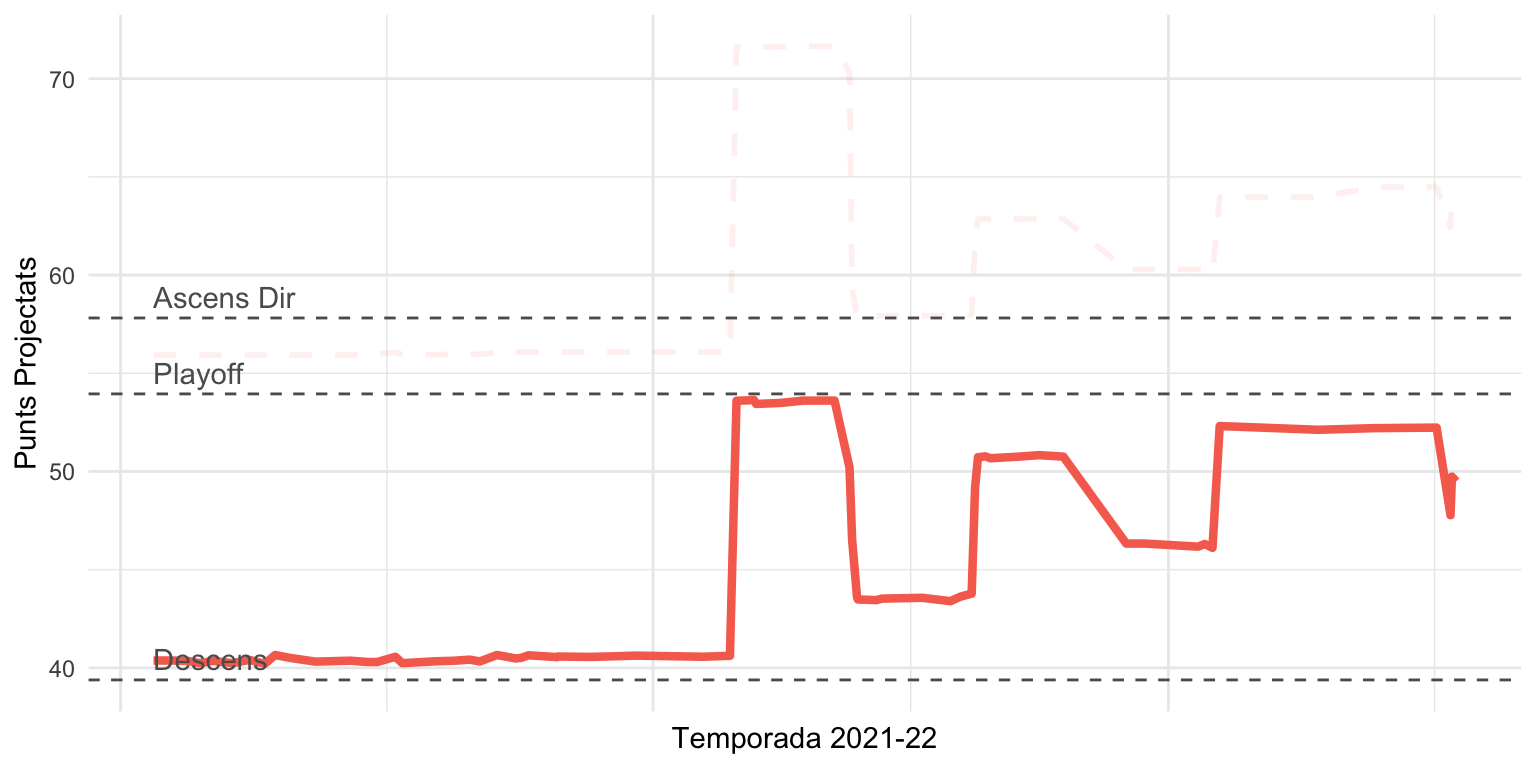 70
60
50
40
Punts Projectats
Ascens Dir
Playoff
Descens
Temporada 2021-22